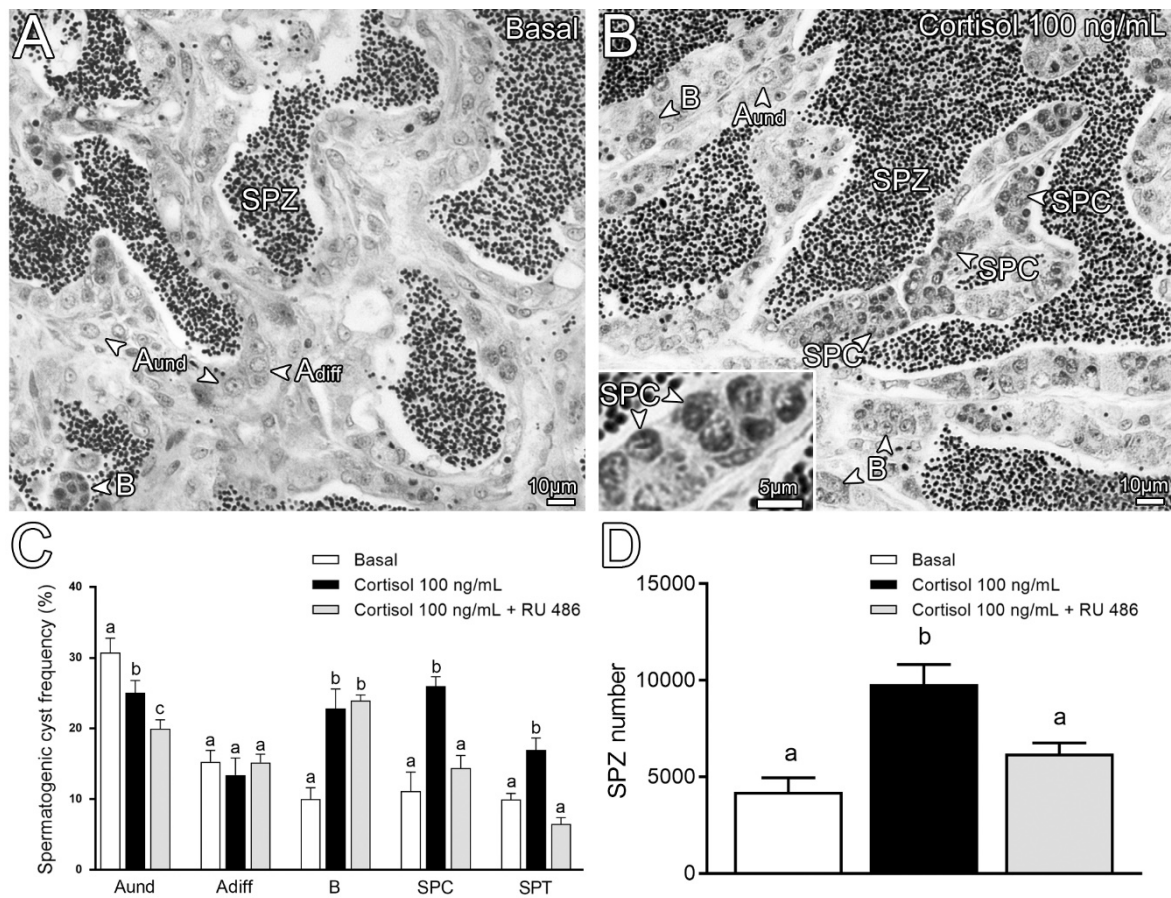 A
Basal
SPZ
Aund
Adiff
B
10µm
B
Cortisol 100 ng/mL
B
Aund
SPZ
SPC
SPC
SPC
SPC
5µm
B
10µm
C
Basal
Cortisol 100 ng/mL
Cortisol 100 ng/mL + RU 486
Spermatogenic cyst frequency (%)
40
30
20
10
0
a
b
c
a
a
a
a
b
b
a
b
a
a
b
a
Aund
Adiff
B
SPC
SPT
D
Basal
Cortisol 100 ng/mL
Cortisol 100 ng/mL + RU 486
SPZ number
15000
10000
5000
0
a
b
a